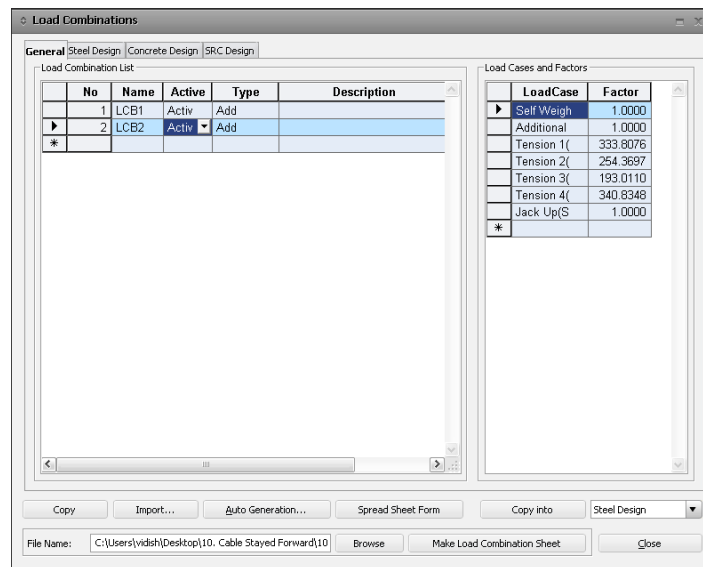 Load Combinations
General Steel Design Concrete Design SRC Design
Load Combination List
No Name Active Type Description
1 LCB1 Activ Add
2 LCB2 Activ Add
*
Load Cases and Factors
LoadCase Factor
Self Weigh 1.0000
Additional 1.0000
Tension 1( 333.8076
Tension 2( 254.3697
Tension 3( 193.0110
Tension 4( 340.8348
Jack Up(S 1.0000
*
Copy Import... Auto Generation... Spread Sheet Form Copy into Steel Design
File Name: C:\Users\vidish\Desktop\10. Cable Stayed Forward\10 Browse Make Load Combination Sheet Close